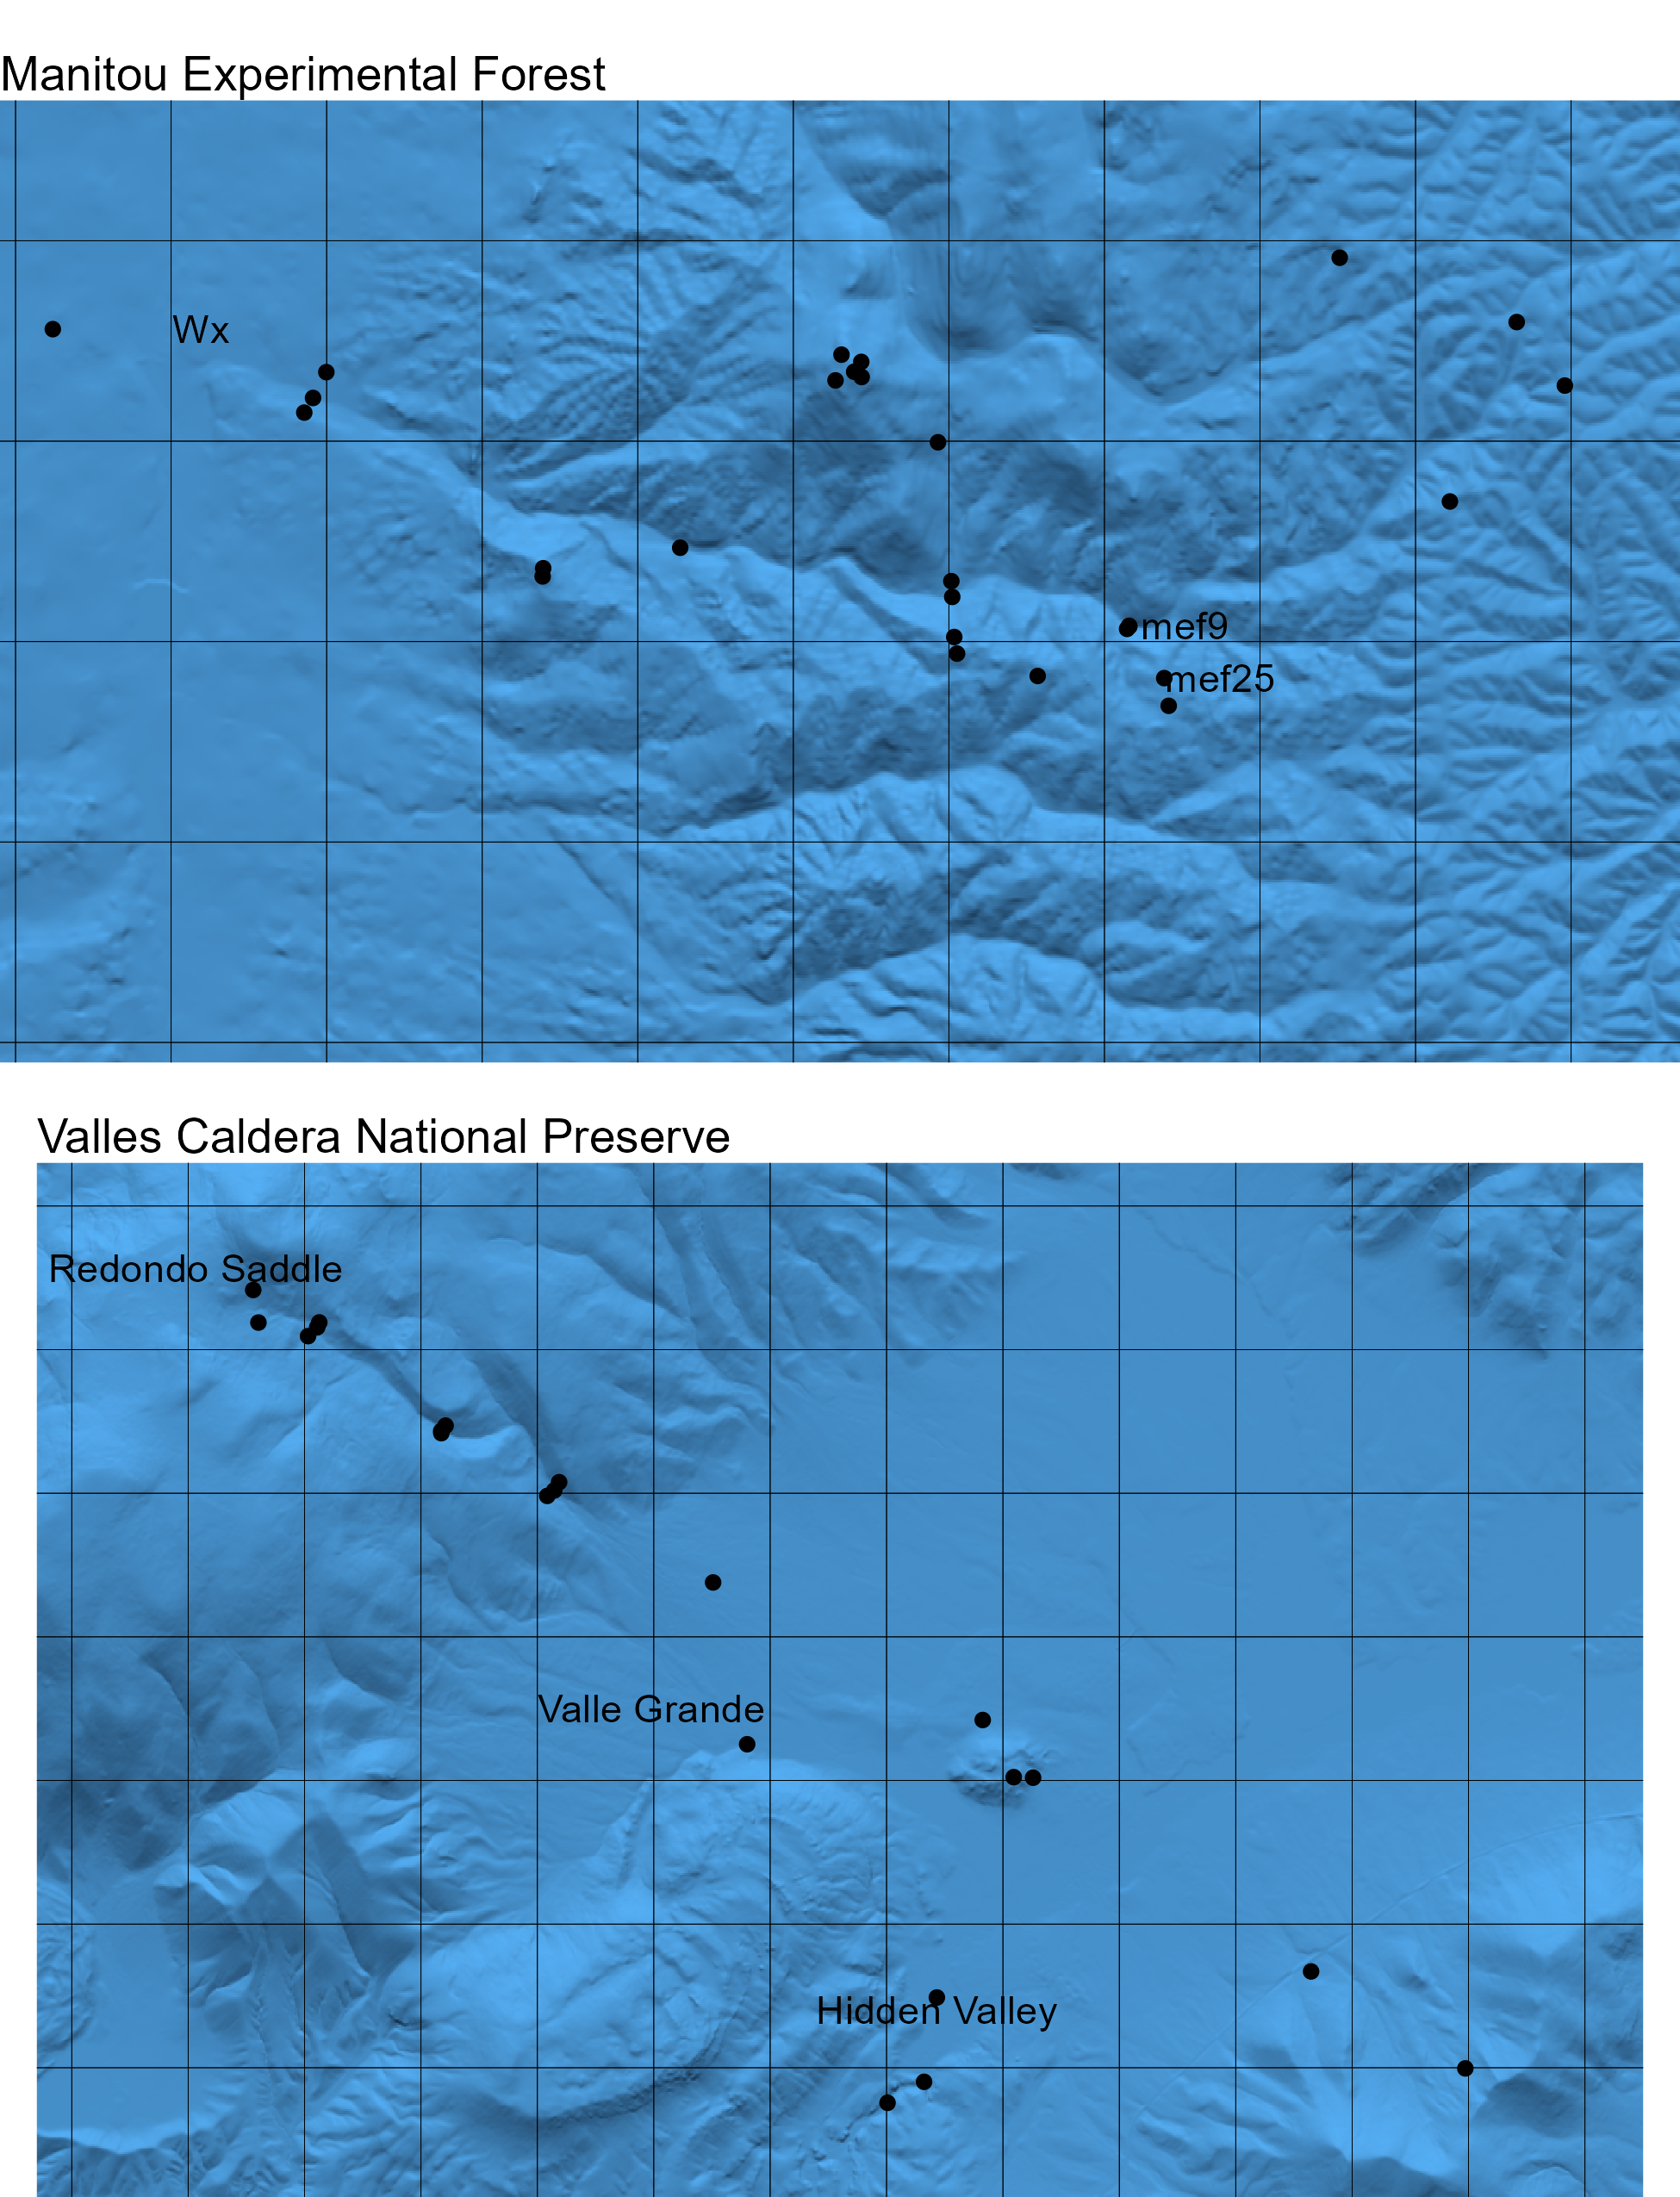 Manitou Experimental Forest
Wx
mef9
mef25
Valles Caldera National Preserve
Redondo Saddle
Valle Grande
Hidden Valley